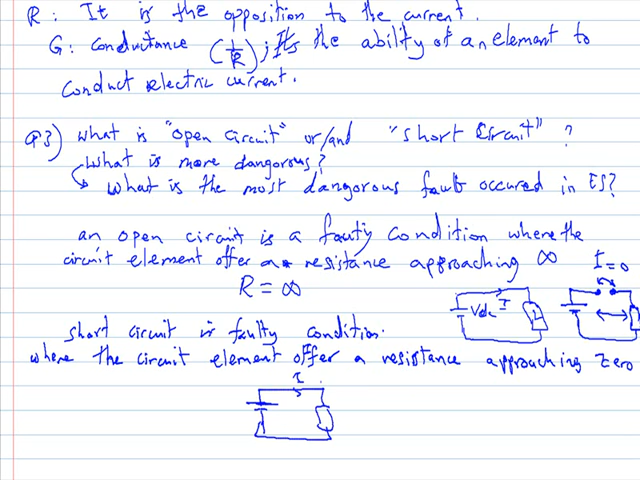 R: It is the opposition to the current.
G: conductance (1/R); It's the ability of an element to
conduct electric current.
Q3) what is "open circuit" or/and "short circuit" ?
What is more dangorous?
What is the most dangorous fault occured in ES?
an open circuit is a fauty condition where the
circuit element offer a resistance approaching ∞
I = 0
R = ∞
Vdc I
short circuit is faulty condition.
where the circuit element offer a resistance approaching zero
I